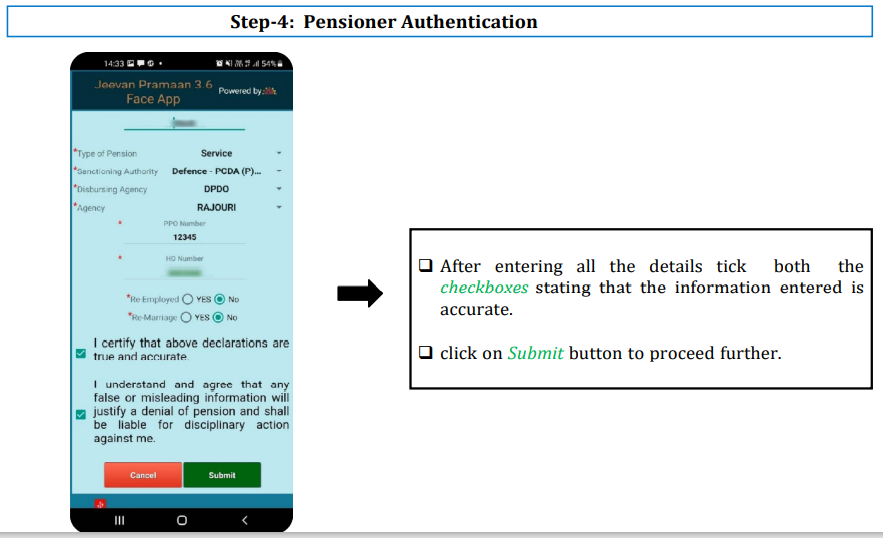 Step-4: Pensioner Authentication
14:33
54%
Jeevan Pramaan 3.6
Face App
Powered by
*Type of Pension Service
*Sanctioning Authority Defence - PCDA (P)...
*Disbursing Agency DPDO
*Agency RAJOURI
* PPO Number
12345
* HO Number
*Re-Employed YES No
*Re-Marriage YES No
I certify that above declarations are
true and accurate.
I understand and agree that any
false or misleading information will
justify a denial of pension and shall
be liable for disciplinary action
against me.
Cancel Submit
After entering all the details tick both the
checkboxes stating that the information entered is
accurate.
click on Submit button to proceed further.